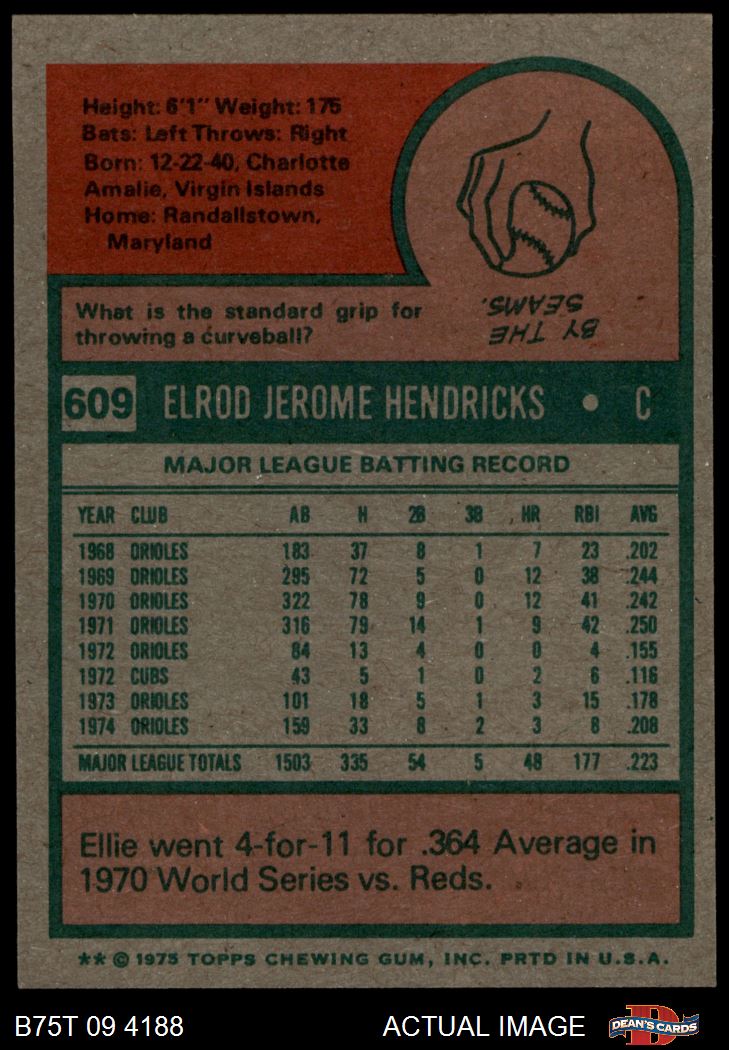 Height: 6'1" Weight: 175
Bats: Left Throws: Right
Born: 12-22-40, Charlotte
Amalie, Virgin Islands
Home: Randallstown,
Maryland
What is the standard grip for
throwing a curveball?
BY THE
SEAMS.
609 ELROD JEROME HENDRICKS • C
MAJOR LEAGUE BATTING RECORD
YEAR CLUB AB H 2B 3B HR RBI AVG
1968 ORIOLES 183 37 8 1 7 23 .202
1969 ORIOLES 295 72 5 0 12 38 .244
1970 ORIOLES 322 78 9 0 12 41 .242
1971 ORIOLES 316 79 14 1 9 42 .250
1972 ORIOLES 84 13 4 0 0 4 .155
1972 CUBS 43 5 1 0 2 6 .116
1973 ORIOLES 101 18 5 1 3 15 .178
1974 ORIOLES 159 33 8 2 3 8 .208
MAJOR LEAGUE TOTALS 1503 335 54 5 48 177 .223
Ellie went 4-for-11 for .364 Average in
1970 World Series vs. Reds.
** © 1975 TOPPS CHEWING GUM, INC. PRTD IN U.S.A.
B75T 09 4188 ACTUAL IMAGE DEAN'S CARDS